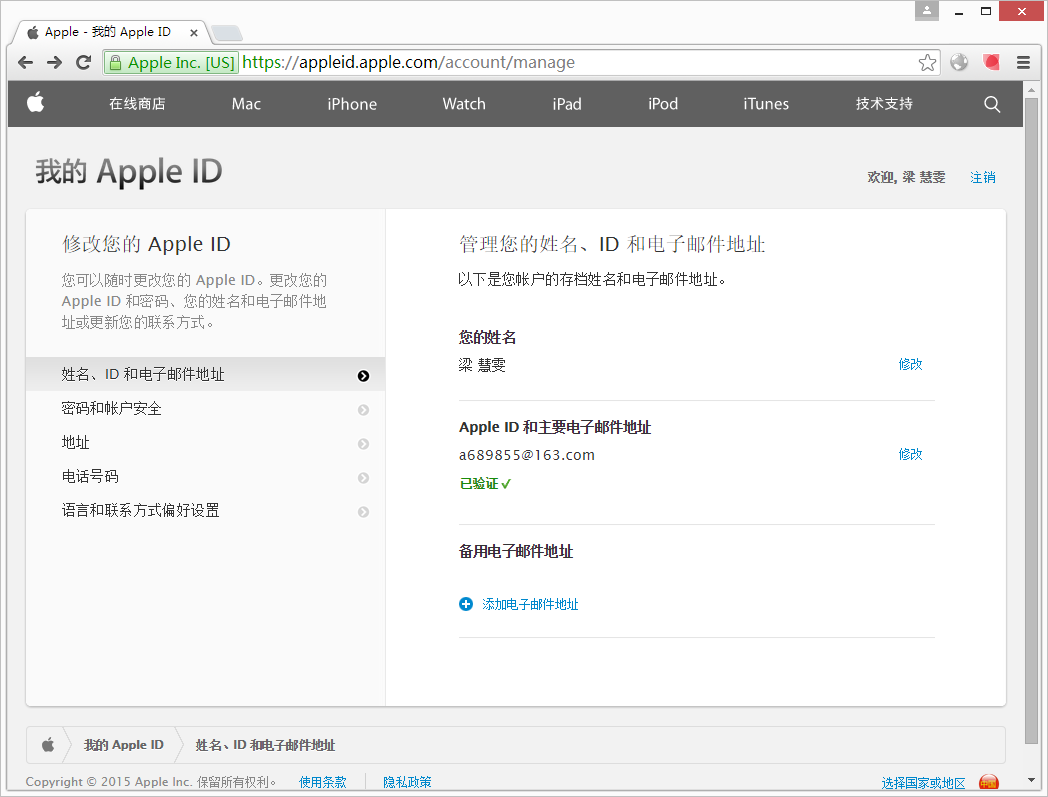 Apple - 我的 Apple ID
Apple Inc. [US] https://appleid.apple.com/account/manage
在线商店 Mac iPhone Watch iPad iPod iTunes 技术支持
我的 Apple ID
欢迎, 梁 慧雯 注销
修改您的 Apple ID
您可以随时更改您的 Apple ID。更改您的
Apple ID 和密码、您的姓名和电子邮件地
址或更新您的联系方式。
姓名、ID 和电子邮件地址
密码和帐户安全
地址
电话号码
语言和联系方式偏好设置
管理您的姓名、ID 和电子邮件地址
以下是您帐户的存档姓名和电子邮件地址。
您的姓名
梁 慧雯 修改
Apple ID 和主要电子邮件地址
a689855@163.com 修改
已验证✓
备用电子邮件地址
添加电子邮件地址
我的 Apple ID 姓名、ID 和电子邮件地址
Copyright © 2015 Apple Inc. 保留所有权利。 使用条款 隐私政策 选择国家或地区